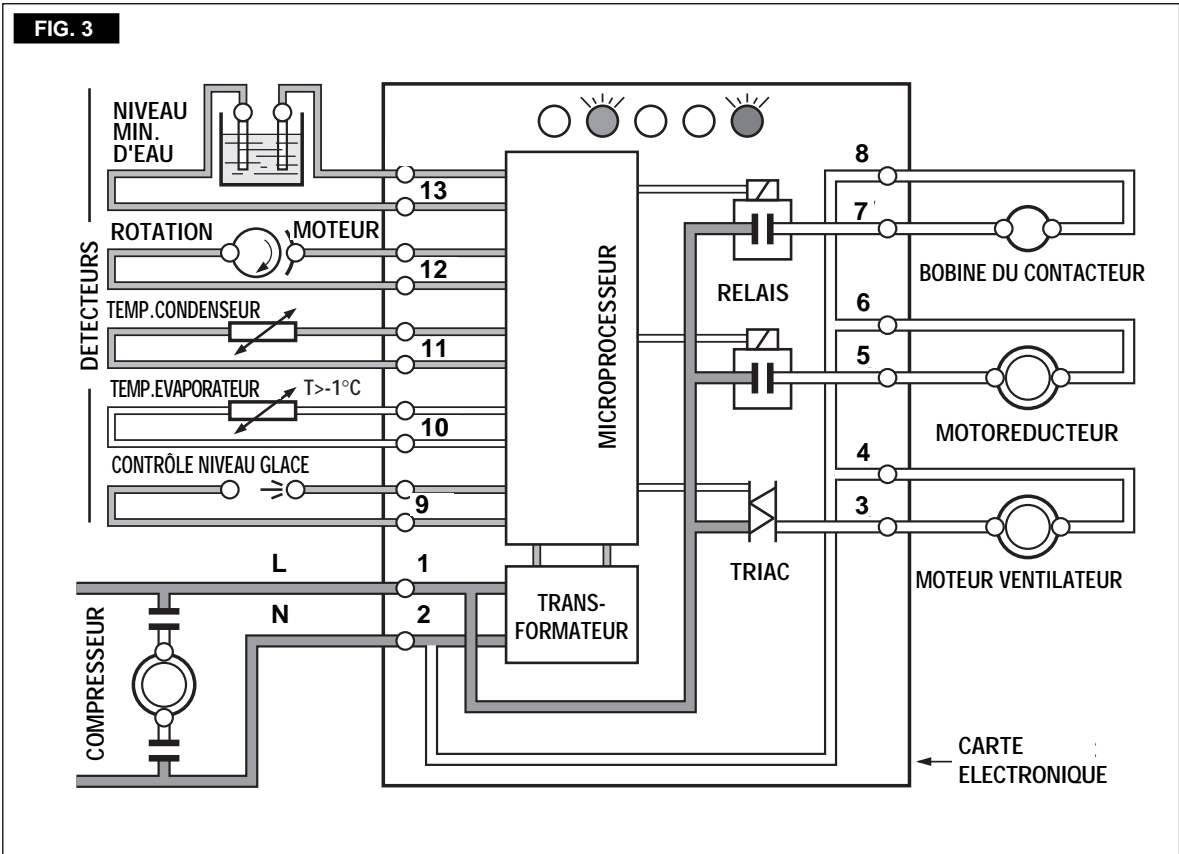 FIG. 3
NIVEAU
MIN.
D'EAU
13
ROTATION MOTEUR
12
TEMP.CONDENSEUR
11
TEMP.EVAPORATEUR T>-1°C
10
CONTRÔLE NIVEAU GLACE
9
DETECTEURS
L 1
N 2
COMPRESSEUR
MICROPROCESSEUR
TRANS-
FORMATEUR
RELAIS
TRIAC
8
7
BOBINE DU CONTACTEUR
6
5
MOTOREDUCTEUR
4
3
MOTEUR VENTILATEUR
CARTE
ELECTRONIQUE